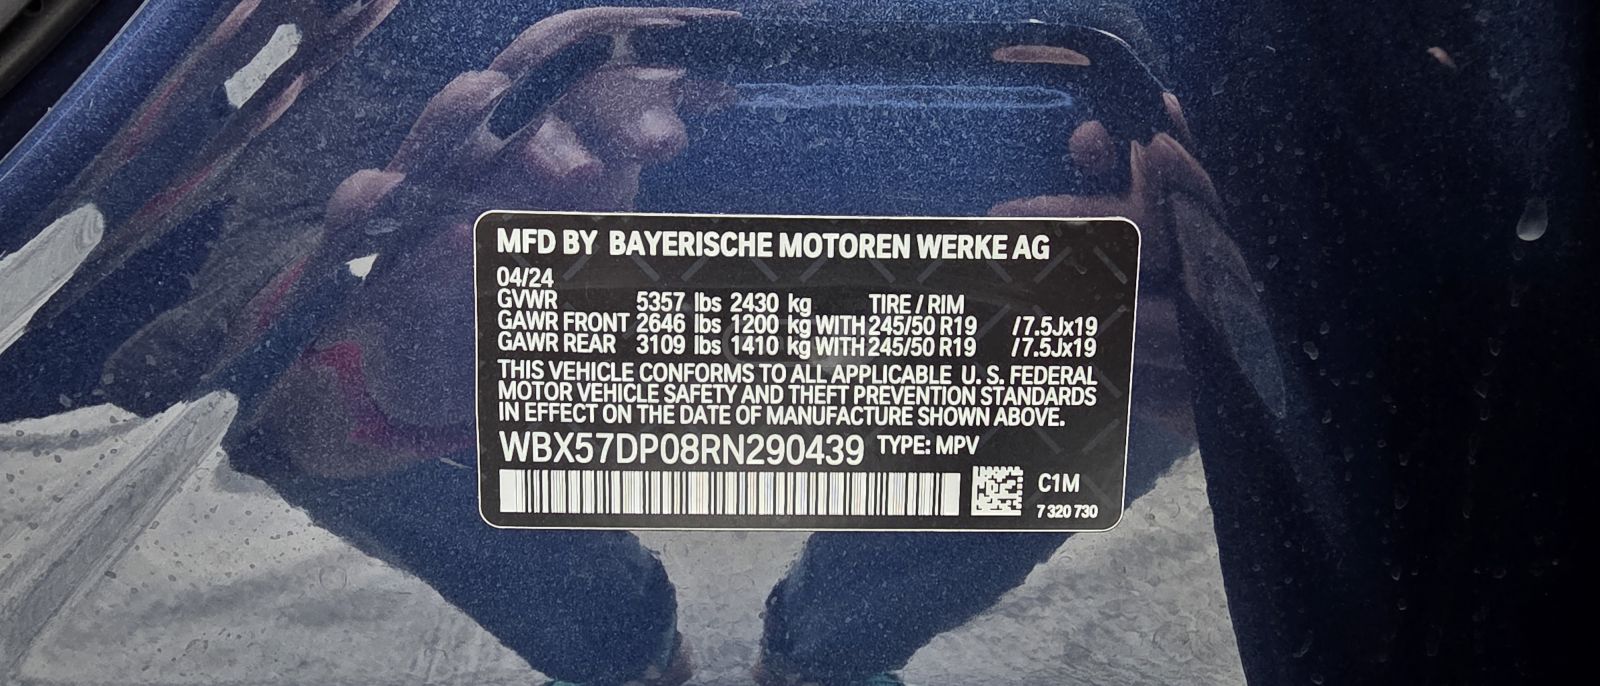 MFD BY BAYERISCHE MOTOREN WERKE AG
04/24
GVWR 5357 lbs 2430 kg TIRE / RIM
GAWR FRONT 2646 lbs 1200 kg WITH 245/50 R19 /7.5Jx19
GAWR REAR 3109 lbs 1410 kg WITH 245/50 R19 /7.5Jx19
THIS VEHICLE CONFORMS TO ALL APPLICABLE U. S. FEDERAL
MOTOR VEHICLE SAFETY AND THEFT PREVENTION STANDARDS
IN EFFECT ON THE DATE OF MANUFACTURE SHOWN ABOVE.
WBX57DP08RN290439 TYPE: MPV
C1M
7 320 730